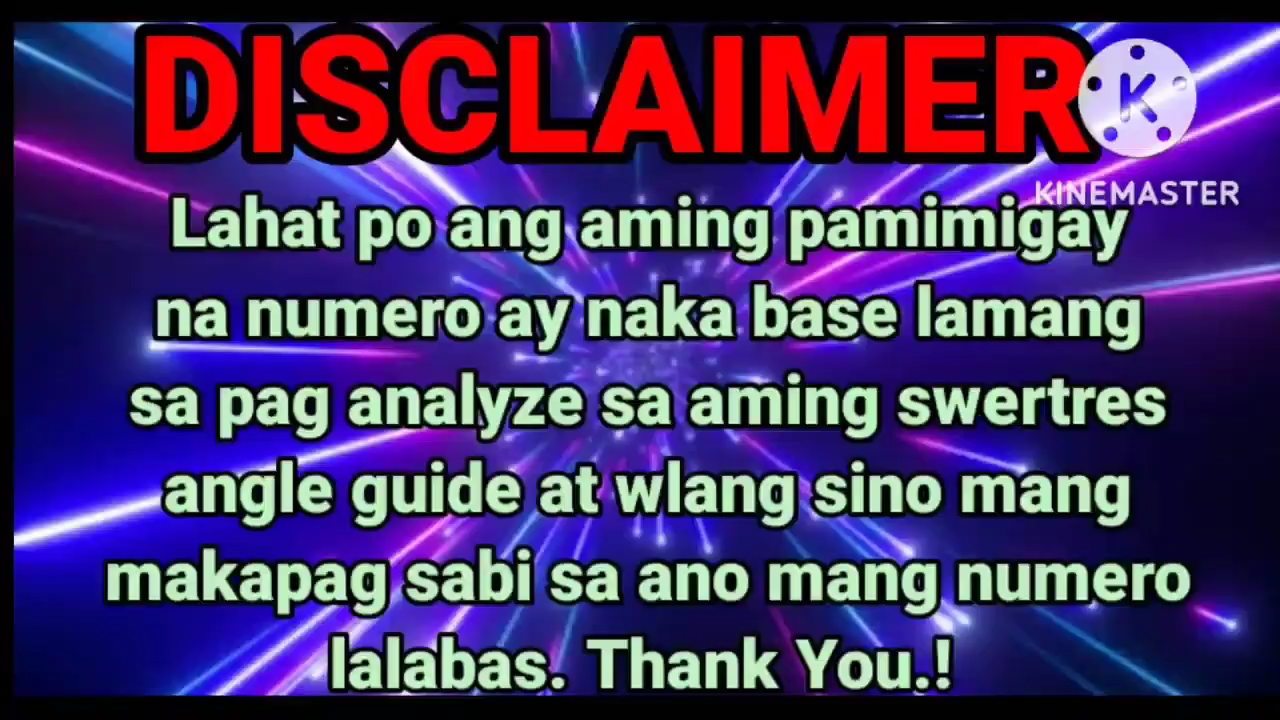 DISCLAIMER
K
KINEMASTER
Lahat po ang aming pamimigay
na numero ay naka base lamang
sa pag analyze sa aming swertres
angle guide at wlang sino mang
makapag sabi sa ano mang numero
lalabas. Thank You.!